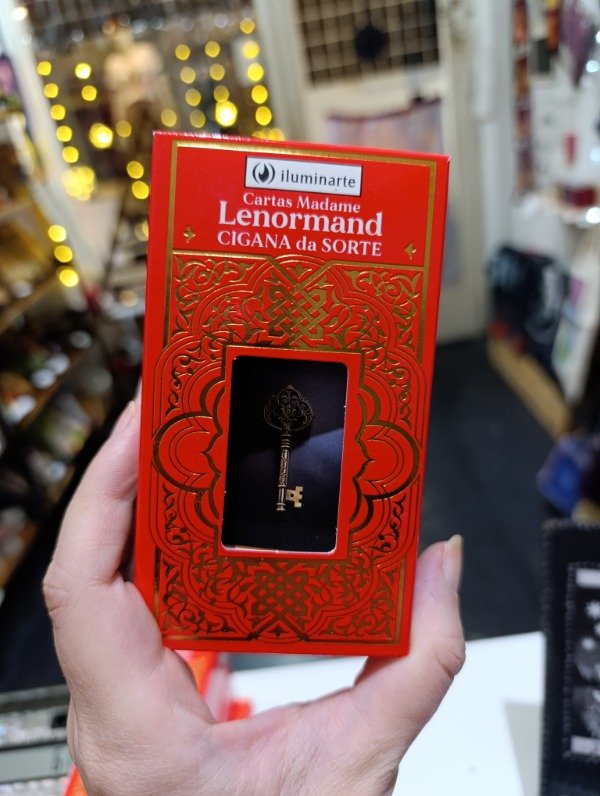 iluminarte
Cartas Madame
Lenormand
CIGANA da SORTE